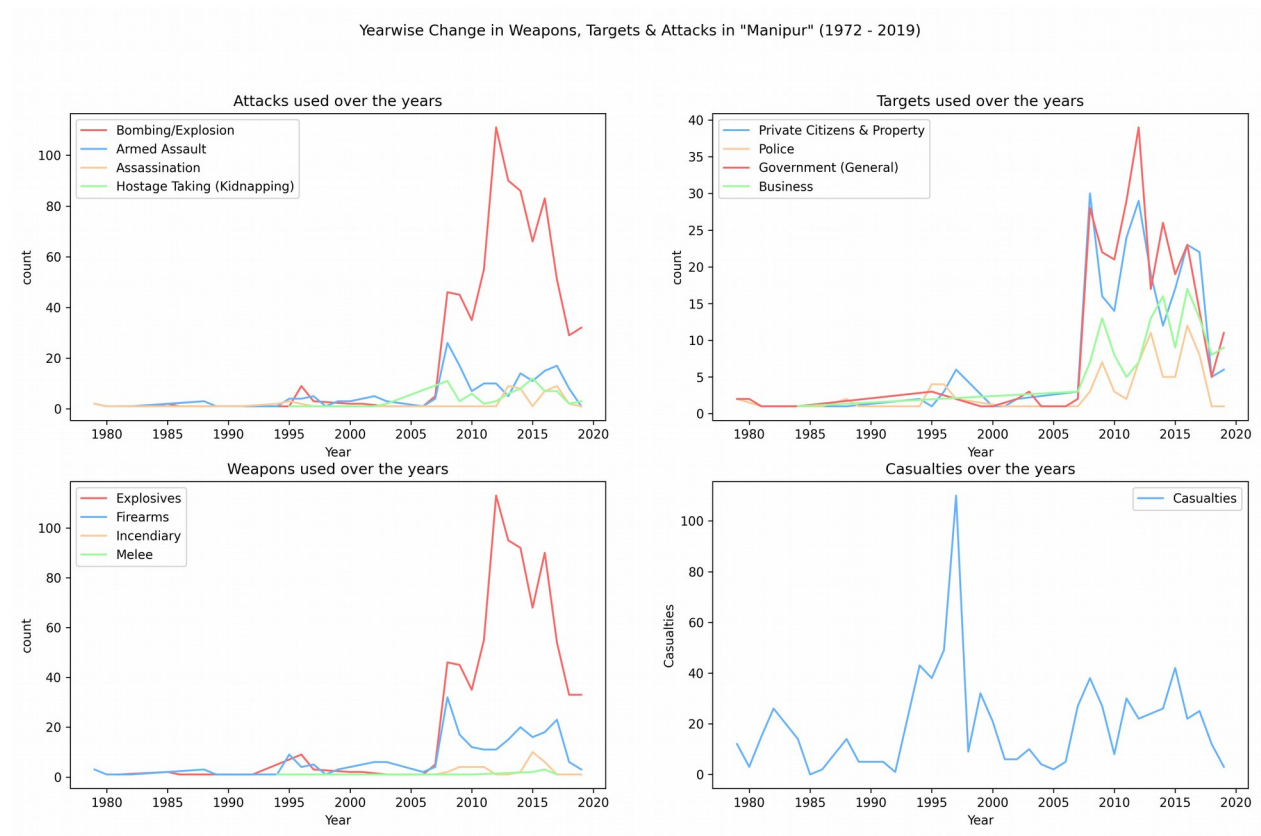 Yearwise Change in Weapons, Targets & Attacks in "Manipur" (1972 - 2019)
Attacks used over the years
Bombing/Explosion
Armed Assault
Assassination
Hostage Taking (Kidnapping)
100
80
60
40
20
0
count
1980 1985 1990 1995 2000 2005 2010 2015 2020
Year
Targets used over the years
Private Citizens & Property
Police
Government (General)
Business
40
35
30
25
20
15
10
5
0
count
1980 1985 1990 1995 2000 2005 2010 2015 2020
Year
Weapons used over the years
Explosives
Firearms
Incendiary
Melee
100
80
60
40
20
0
count
1980 1985 1990 1995 2000 2005 2010 2015 2020
Year
Casualties over the years
Casualties
100
80
60
40
20
0
Casualties
1980 1985 1990 1995 2000 2005 2010 2015 2020
Year